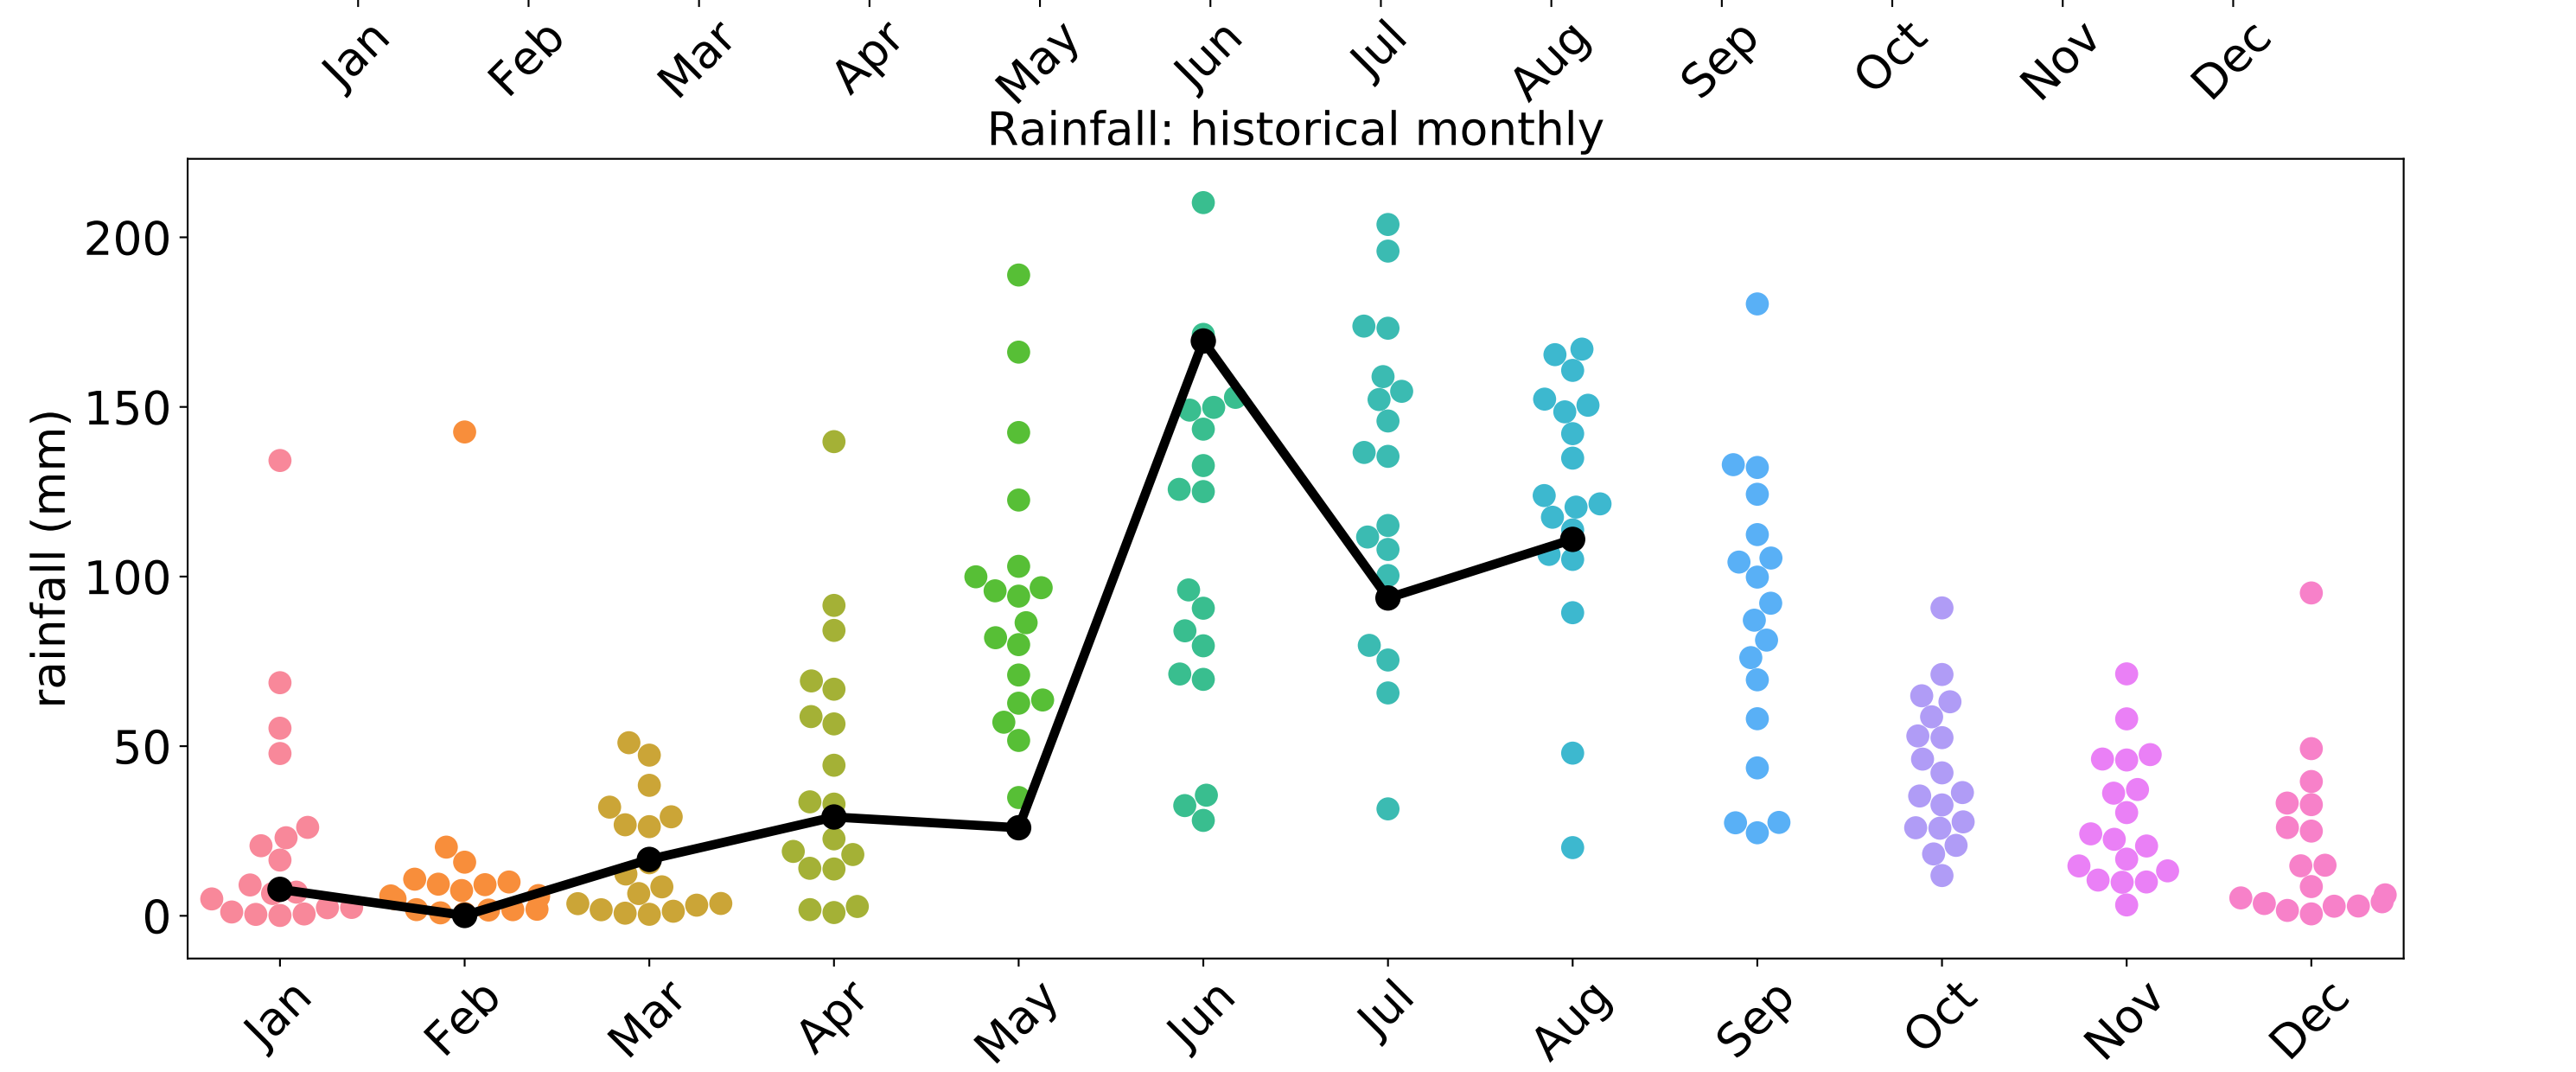 Jan Feb Mar Apr May Jun Jul Aug Sep Oct Nov Dec
Rainfall: historical monthly
rainfall (mm)
200
150
100
50
0
Jan Feb Mar Apr May Jun Jul Aug Sep Oct Nov Dec